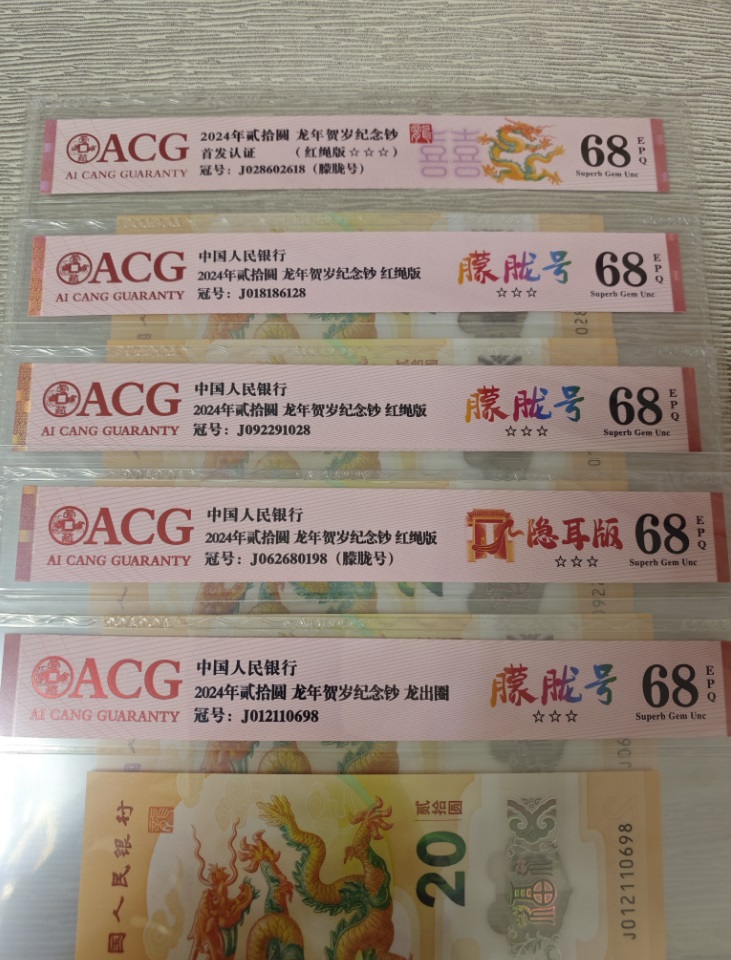 ACG
AI CANG GUARANTY
2024年贰拾圆 龙年贺岁纪念钞
首发认证 （红绳版☆☆☆）
冠号：J028602618（朦胧号）
68
EPQ
Superb Gem Unc
ACG
AI CANG GUARANTY
中国人民银行
2024年贰拾圆 龙年贺岁纪念钞 红绳版
冠号：J018186128
朦胧号
☆☆☆
68
EPQ
Superb Gem Unc
ACG
AI CANG GUARANTY
中国人民银行
2024年贰拾圆 龙年贺岁纪念钞 红绳版
冠号：J092291028
朦胧号
☆☆☆
68
EPQ
Superb Gem Unc
ACG
AI CANG GUARANTY
中国人民银行
2024年贰拾圆 龙年贺岁纪念钞 红绳版
冠号：J062680198（朦胧号）
隐耳版
☆☆☆
68
EPQ
Superb Gem Unc
ACG
AI CANG GUARANTY
中国人民银行
2024年贰拾圆 龙年贺岁纪念钞 龙出圈
冠号：J012110698
朦胧号
☆☆☆
68
EPQ
Superb Gem Unc
国人民银行
贰拾圆
20
J012110698